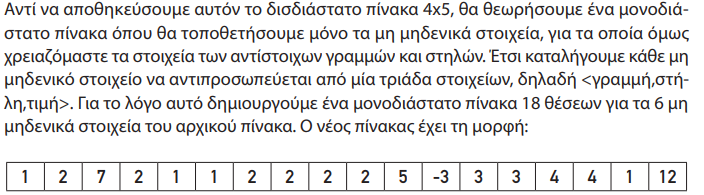 Αντί να αποθηκεύσουμε αυτόν το δισδιάστατο πίνακα 4x5, θα θεωρήσουμε ένα μονοδιά-
στατο πίνακα όπου θα τοποθετήσουμε μόνο τα μη μηδενικά στοιχεία, για τα οποία όμως
χρειαζόμαστε τα στοιχεία των αντίστοιχων γραμμών και στηλών. Έτσι καταλήγουμε κάθε μη
μηδενικό στοιχείο να αντιπροσωπεύεται από μία τριάδα στοιχείων, δηλαδή <γραμμή,στή-
λη,τιμή>. Για το λόγο αυτό δημιουργούμε ένα μονοδιάστατο πίνακα 18 θέσεων για τα 6 μη
μηδενικά στοιχεία του αρχικού πίνακα. Ο νέος πίνακας έχει τη μορφή:
1 2 7 2 1 1 2 2 2 2 5 -3 3 3 4 4 1 12